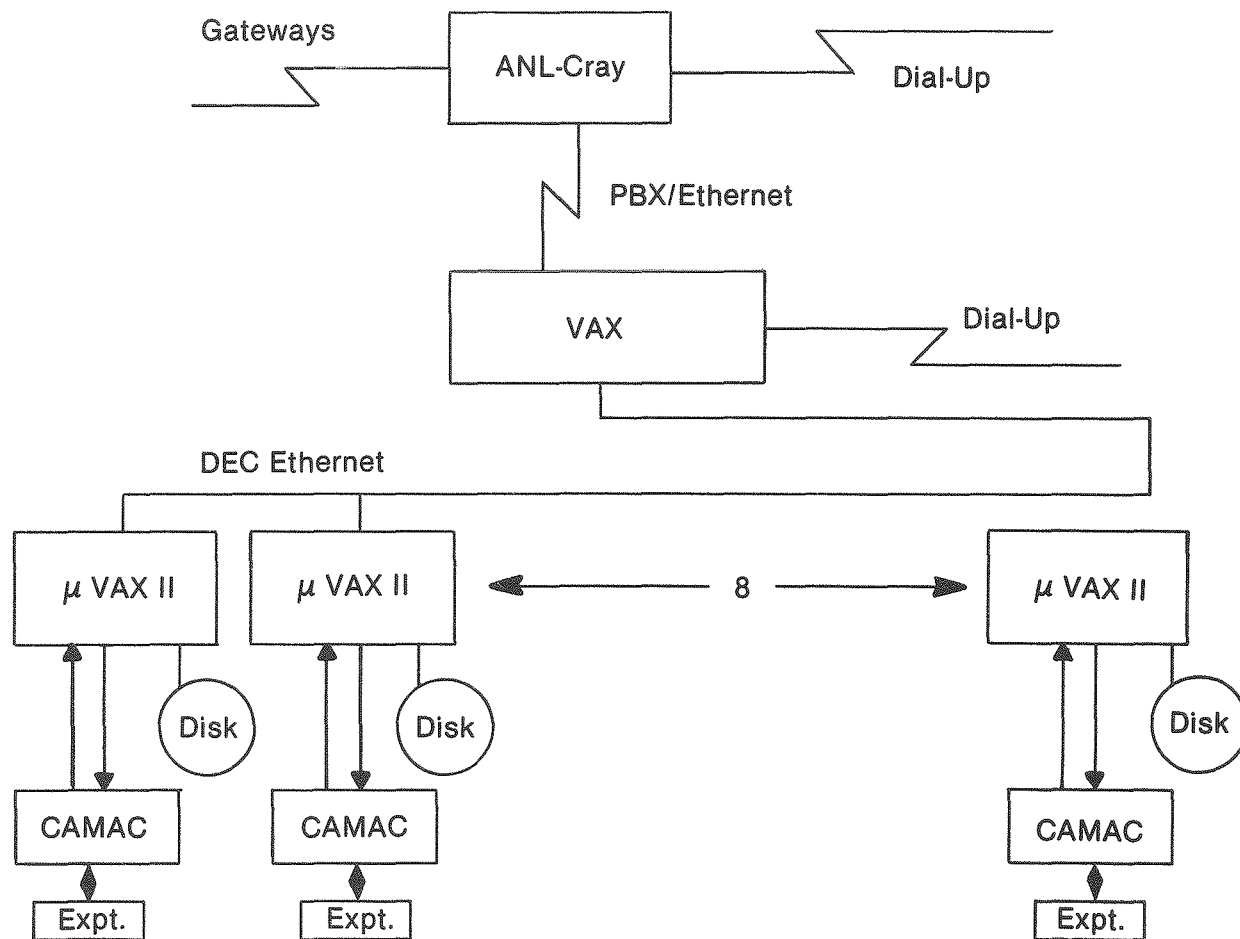 Gateways
ANL-Cray
Dial-Up
PBX/Ethernet
VAX
Dial-Up
DEC Ethernet
μ VAX II
μ VAX II
8
μ VAX II
Disk
Disk
Disk
CAMAC
CAMAC
CAMAC
Expt.
Expt.
Expt.